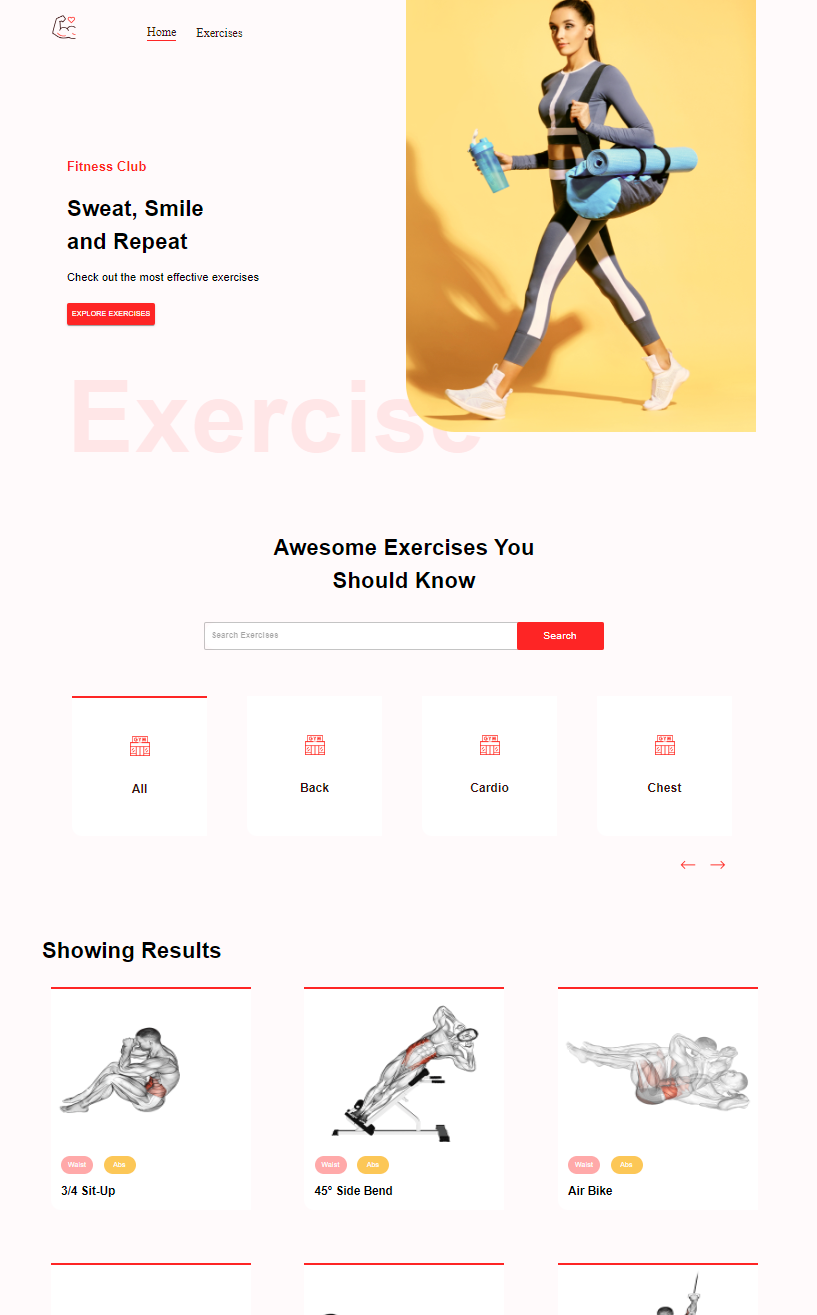 Home
Exercises
Fitness Club
Sweat, Smile
and Repeat
Check out the most effective exercises
EXPLORE EXERCISES
Exercise
Awesome Exercises You
Should Know
Search Exercises
Search
GYM
All
GYM
Back
GYM
Cardio
GYM
Chest
Showing Results
Waist
Abs
3/4 Sit-Up
Waist
Abs
45° Side Bend
Waist
Abs
Air Bike